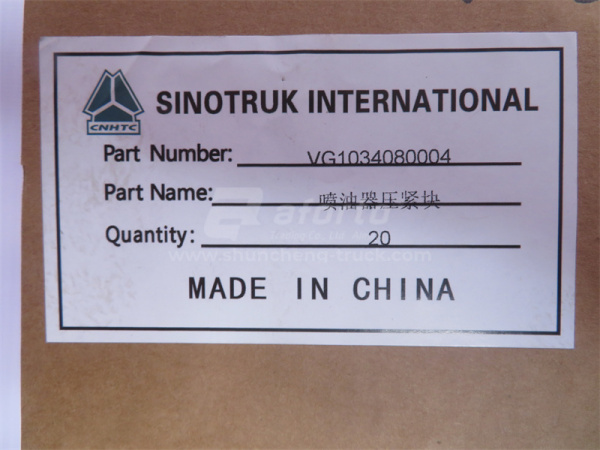 CNHTC
SINOTRUK INTERNATIONAL
Part Number: VG1034080004
Part Name: 喷油器压紧块
Quantity: 20
www.shuncheng-truck.com
MADE IN CHINA